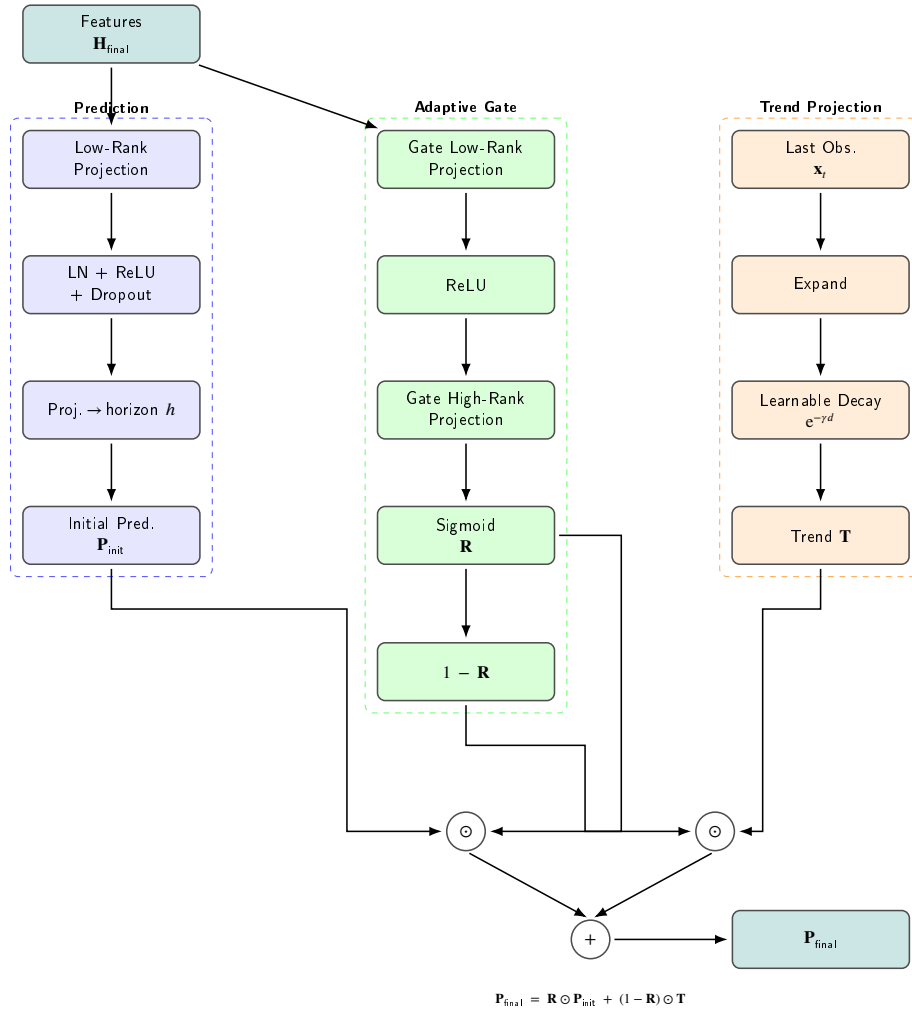 Features
H_final
Prediction
Low-Rank
Projection
LN + ReLU
+ Dropout
Proj. → horizon h
Initial Pred.
P_init
Adaptive Gate
Gate Low-Rank
Projection
ReLU
Gate High-Rank
Projection
Sigmoid
R
1 − R
Trend Projection
Last Obs.
x_t
Expand
Learnable Decay
e^{−γd}
Trend T
⊙
⊙
+
P_final
P_final = R ⊙ P_init + (1 − R) ⊙ T